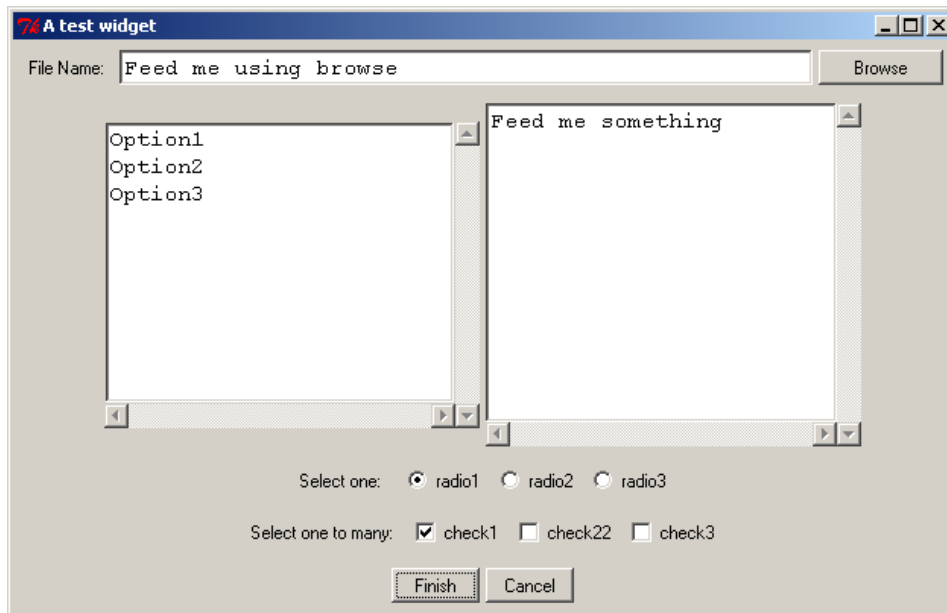 A test widget
File Name: Feed me using browse Browse
Option1
Option2
Option3
Feed me something
Select one: radio1 radio2 radio3
Select one to many: check1 check22 check3
Finish Cancel